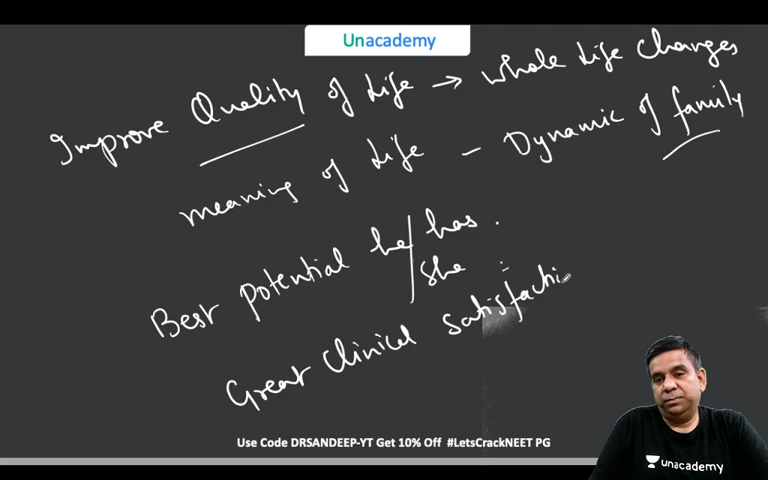 Unacademy
Improve Quality of Life → whole life changes
meaning of Life – Dynamic of family
Best potential he/has.
she
Great clinical satisfacti
unacademy
Use Code DRSANDEEP-YT Get 10% Off #LetsCrackNEET PG